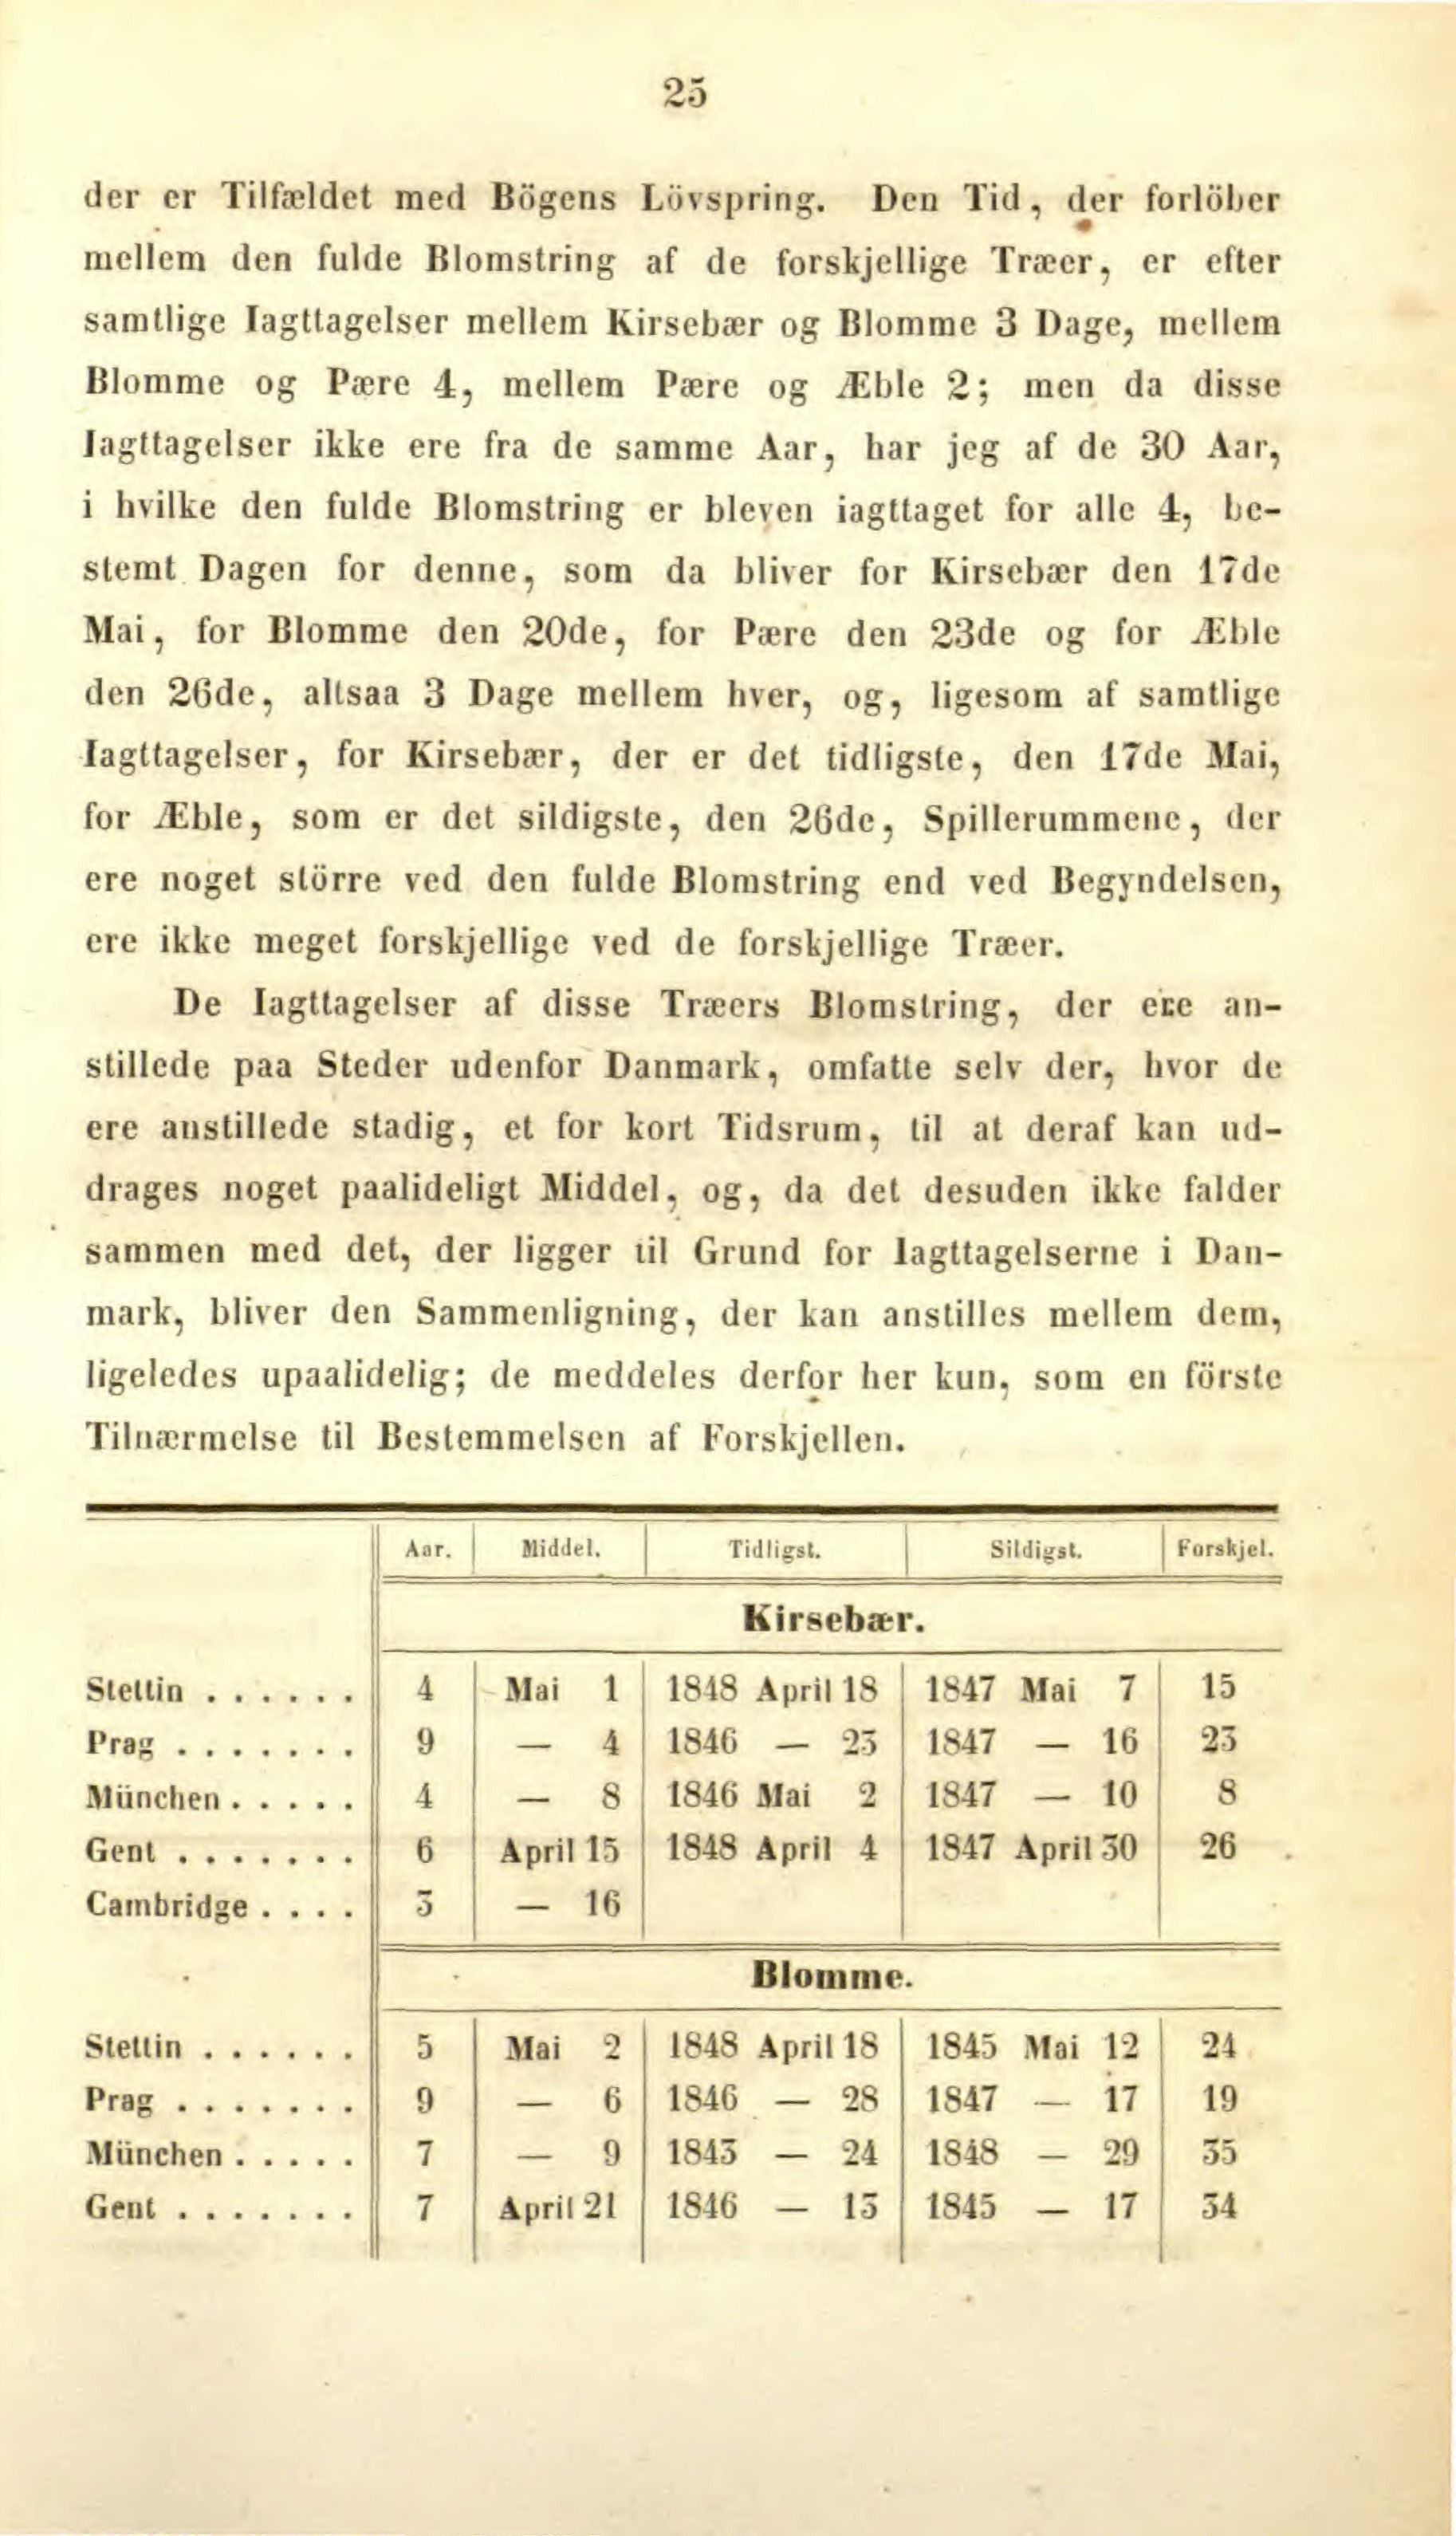 25
der er Tilfældet med Bögens Lövspring. Den Tid, der forlöber
mellem den fulde Blomstring af de forskjellige Træer, er efter
samtlige Iagttagelser mellem Kirsebær og Blomme 3 Dage, mellem
Blomme og Pære 4, mellem Pære og Æble 2; men da disse
Iagttagelser ikke ere fra de samme Aar, har jeg af de 30 Aar,
i hvilke den fulde Blomstring er bleven iagttaget for alle 4, be-
stemt Dagen for denne, som da bliver for Kirsebær den 17de
Mai, for Blomme den 20de, for Pære den 23de og for Æble
den 26de, altsaa 3 Dage mellem hver, og, ligesom af samtlige
Iagttagelser, for Kirsebær, der er det tidligste, den 17de Mai,
for Æble, som er det sildigste, den 26de, Spillerummene, der
ere noget större ved den fulde Blomstring end ved Begyndelsen,
ere ikke meget forskjellige ved de forskjellige Træer.
De Iagttagelser af disse Træers Blomstring, der ere an-
stillede paa Steder udenfor Danmark, omfatte selv der, hvor de
ere anstillede stadig, et for kort Tidsrum, til at deraf kan ud-
drages noget paalideligt Middel, og, da det desuden ikke falder
sammen med det, der ligger til Grund for Iagttagelserne i Dan-
mark, bliver den Sammenligning, der kan anstilles mellem dem,
ligeledes upaalidelig; de meddeles derfor her kun, som en förste
Tilnærmelse til Bestemmelsen af Forskjellen.
Aar. Middel. Tidligst. Sildigst. Forskjel.
Kirsebær.
Stettin . . . . . . 4 Mai 1 1848 April 18 1847 Mai 7 15
Prag . . . . . . . 9 — 4 1846 — 23 1847 — 16 23
München . . . . . 4 — 8 1846 Mai 2 1847 — 10 8
Gent . . . . . . . 6 April 15 1848 April 4 1847 April 30 26
Cambridge . . . . 3 — 16
Blomme.
Stettin . . . . . . 5 Mai 2 1848 April 18 1845 Mai 12 24
Prag . . . . . . . 9 — 6 1846 — 28 1847 — 17 19
München . . . . . 7 — 9 1843 — 24 1848 — 29 35
Gent . . . . . . . 7 April 21 1846 — 13 1845 — 17 34